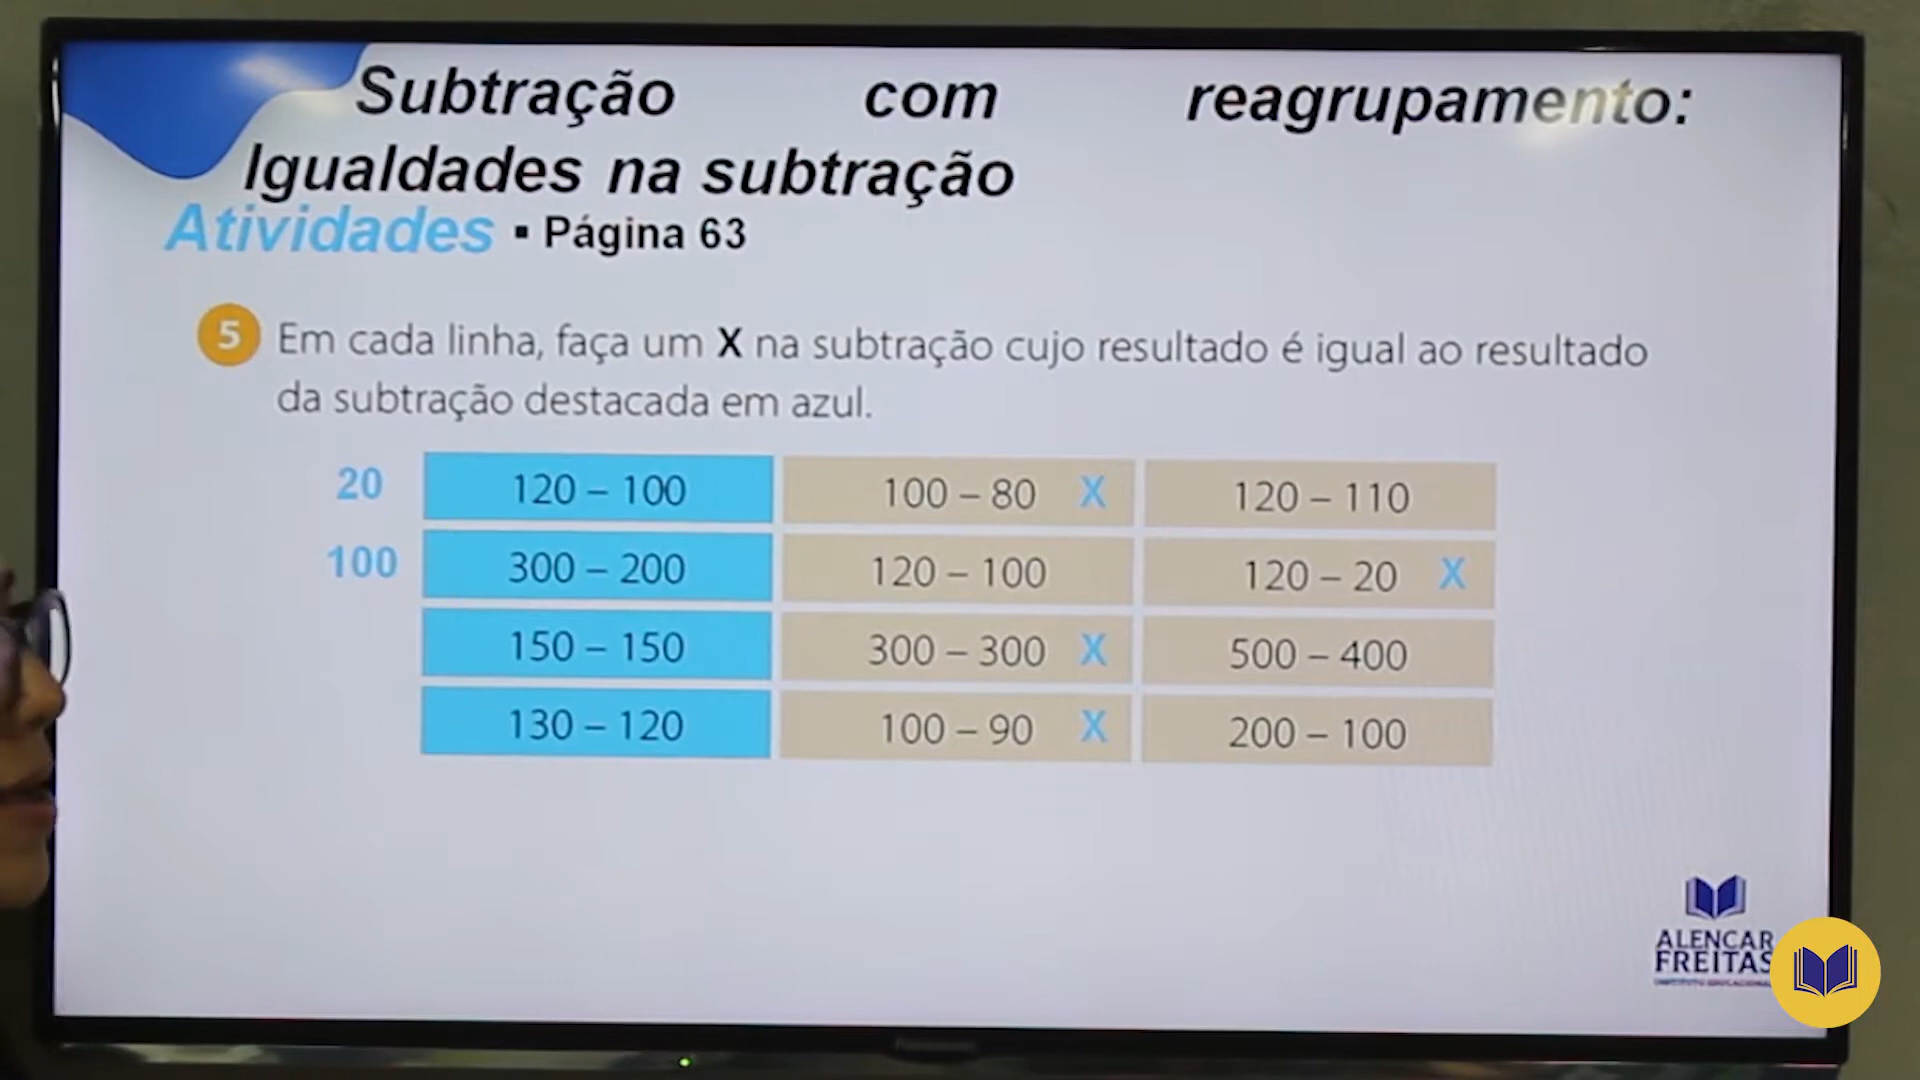 Subtração com reagrupamento:
Igualdades na subtração
Atividades ▪ Página 63
5 Em cada linha, faça um X na subtração cujo resultado é igual ao resultado
da subtração destacada em azul.
20 120 – 100 100 – 80 X 120 – 110
100 300 – 200 120 – 100 120 – 20 X
150 – 150 300 – 300 X 500 – 400
130 – 120 100 – 90 X 200 – 100
ALENCAR
FREITAS